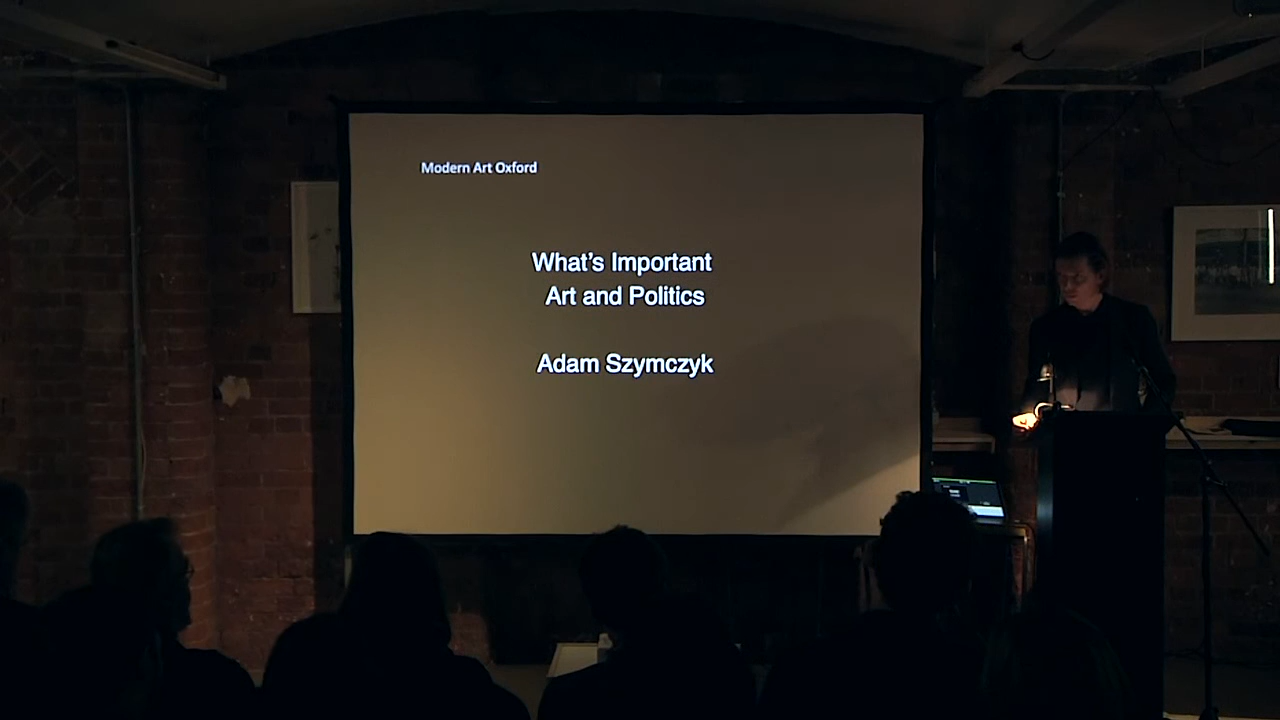 Modern Art Oxford
What's Important
Art and Politics
Adam Szymczyk